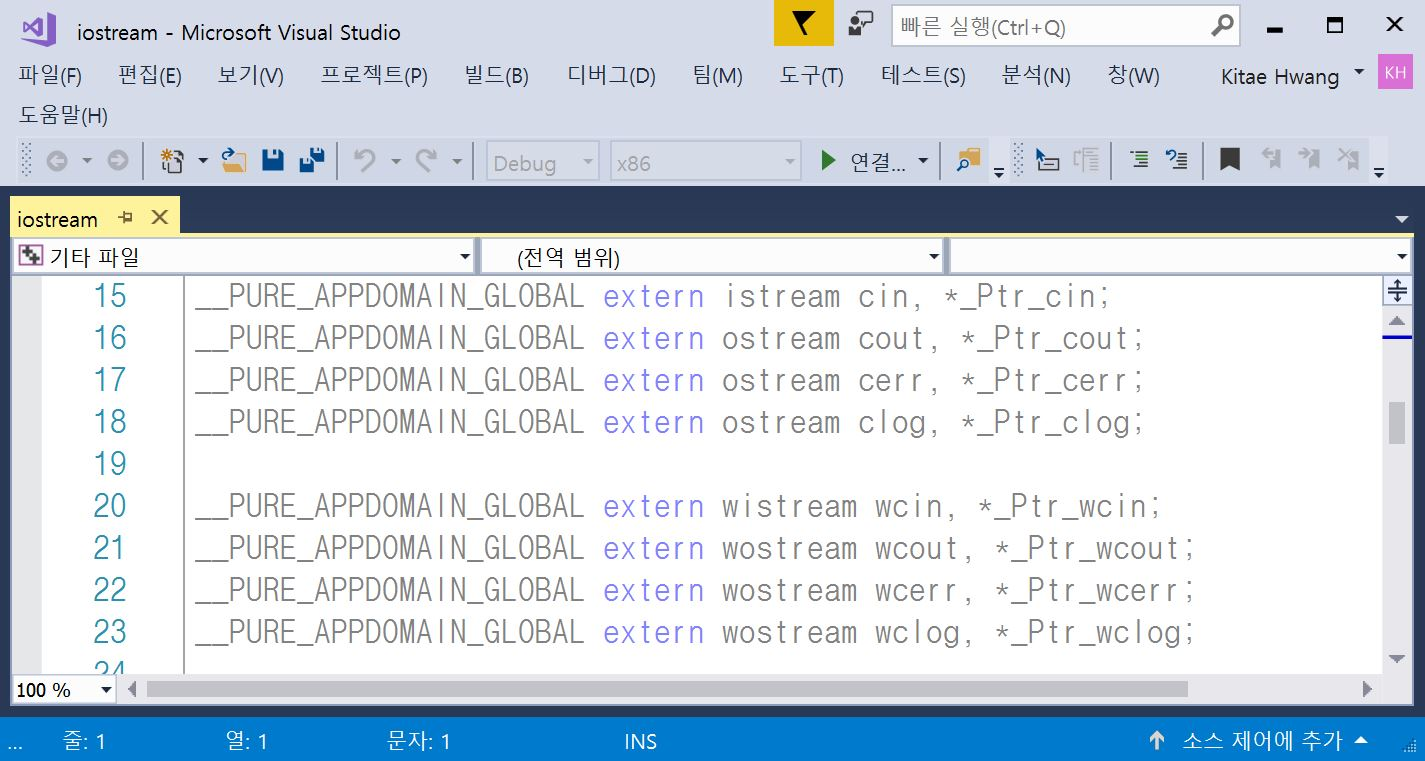 iostream - Microsoft Visual Studio
빠른 실행(Ctrl+Q)
파일(F) 편집(E) 보기(V) 프로젝트(P) 빌드(B) 디버그(D) 팀(M) 도구(T) 테스트(S) 분석(N) 창(W) Kitae Hwang KH
도움말(H)
Debug x86 연결...
iostream
기타 파일 (전역 범위)
15 __PURE_APPDOMAIN_GLOBAL extern istream cin, *_Ptr_cin;
16 __PURE_APPDOMAIN_GLOBAL extern ostream cout, *_Ptr_cout;
17 __PURE_APPDOMAIN_GLOBAL extern ostream cerr, *_Ptr_cerr;
18 __PURE_APPDOMAIN_GLOBAL extern ostream clog, *_Ptr_clog;
19
20 __PURE_APPDOMAIN_GLOBAL extern wistream wcin, *_Ptr_wcin;
21 __PURE_APPDOMAIN_GLOBAL extern wostream wcout, *_Ptr_wcout;
22 __PURE_APPDOMAIN_GLOBAL extern wostream wcerr, *_Ptr_wcerr;
23 __PURE_APPDOMAIN_GLOBAL extern wostream wclog, *_Ptr_wclog;
24
100 %
... 줄: 1 열: 1 문자: 1 INS 소스 제어에 추가